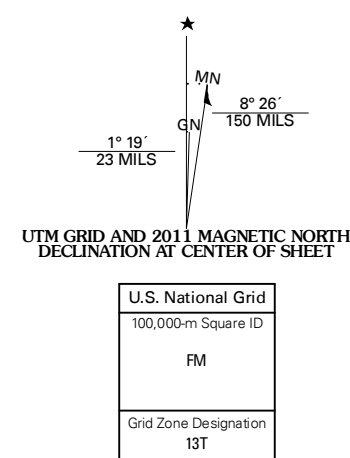 MN
8° 26´
150 MILS
GN
1° 19´
23 MILS
UTM GRID AND 2011 MAGNETIC NORTH
DECLINATION AT CENTER OF SHEET
U.S. National Grid
100,000-m Square ID
FM
Grid Zone Designation
13T